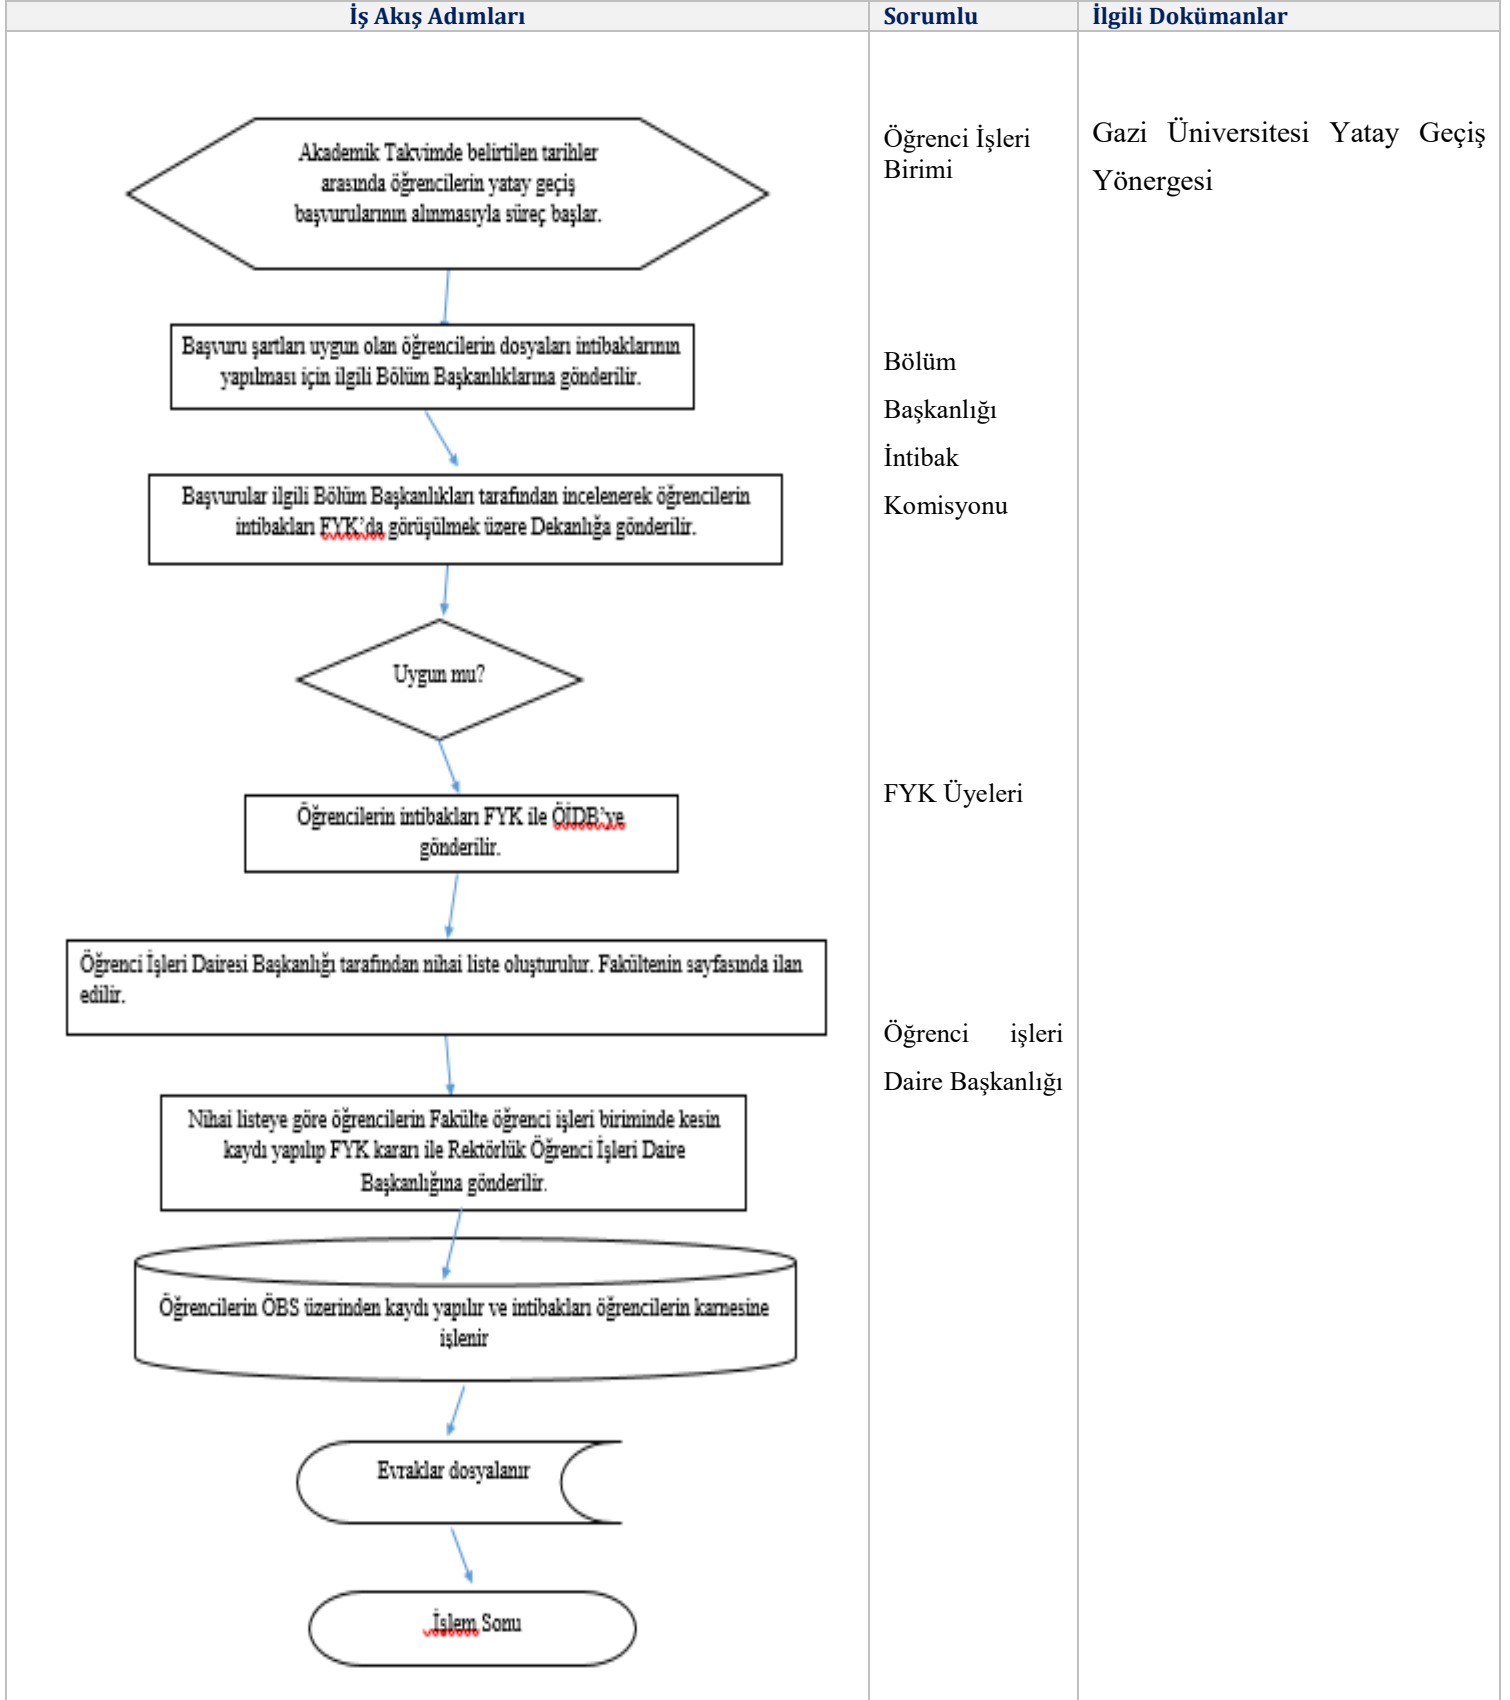 İş Akış Adımları
Sorumlu
İlgili Dokümanlar
Akademik Takvimde belirtilen tarihler
arasında öğrencilerin yatay geçiş
başvurularının alınmasıyla süreç başlar.
Öğrenci İşleri
Birimi
Gazi Üniversitesi Yatay Geçiş
Yönergesi
Başvuru şartları uygun olan öğrencilerin dosyaları intibaklarının
yapılması için ilgili Bölüm Başkanlıklarına gönderilir.
Bölüm
Başkanlığı
İntibak
Komisyonu
Başvurular ilgili Bölüm Başkanlıkları tarafından incelenerek öğrencilerin
intibakları FYK’da görüşülmek üzere Dekanlığa gönderilir.
Uygun mu?
FYK Üyeleri
Öğrencilerin intibakları FYK ile ÖİDB’ye
gönderilir.
Öğrenci İşleri Dairesi Başkanlığı tarafından nihai liste oluşturulur. Fakültenin sayfasında ilan
edilir.
Öğrenci işleri
Daire Başkanlığı
Nihai listeye göre öğrencilerin Fakülte öğrenci işleri biriminde kesin
kaydı yapılıp FYK kararı ile Rektörlük Öğrenci İşleri Daire
Başkanlığına gönderilir.
Öğrencilerin ÖBS üzerinden kaydı yapılır ve intibakları öğrencilerin karnesine
işlenir
Evraklar dosyalanır
İşlem Sonu